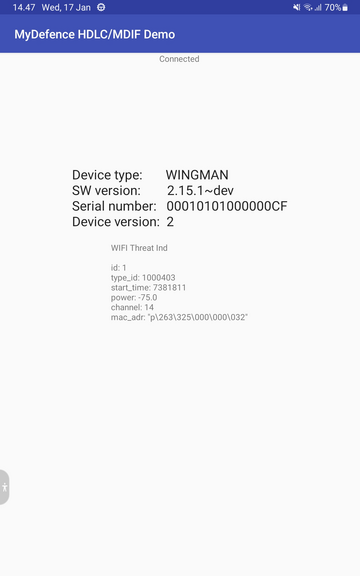 14.47 Wed, 17 Jan 70%
MyDefence HDLC/MDIF Demo
Connected
Device type: WINGMAN
SW version: 2.15.1~dev
Serial number: 00010101000000CF
Device version: 2
WIFI Threat Ind
id: 1
type_id: 1000403
start_time: 7381811
power: -75.0
channel: 14
mac_adr: "p\263\325\000\000\032"